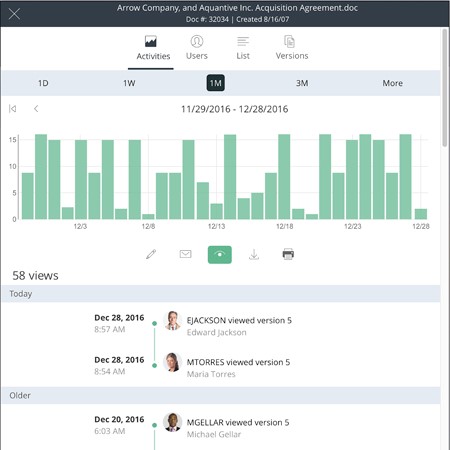 Arrow Company, and Aquantive Inc. Acquisition Agreement.doc
Doc #: 32034 | Created 8/16/07
Activities Users List Versions
1D 1W 1M 3M More
11/29/2016 - 12/28/2016
15
10
5
0
12/3 12/8 12/13 12/18 12/23 12/28
58 views
Today
Dec 28, 2016
8:57 AM
EJACKSON viewed version 5
Edward Jackson
Dec 28, 2016
8:54 AM
MTORRES viewed version 5
Maria Torres
Older
Dec 20, 2016
6:03 AM
MGELLAR viewed version 5
Michael Gellar